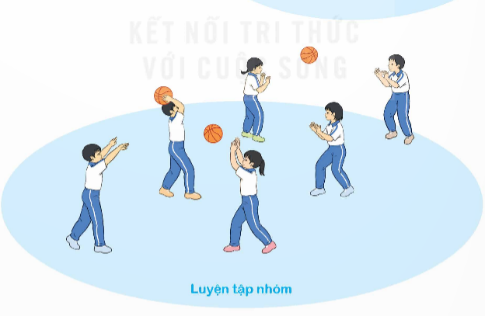 KẾT NỐI TRI THỨC
VỚI CUỘC SỐNG
Luyện tập nhóm